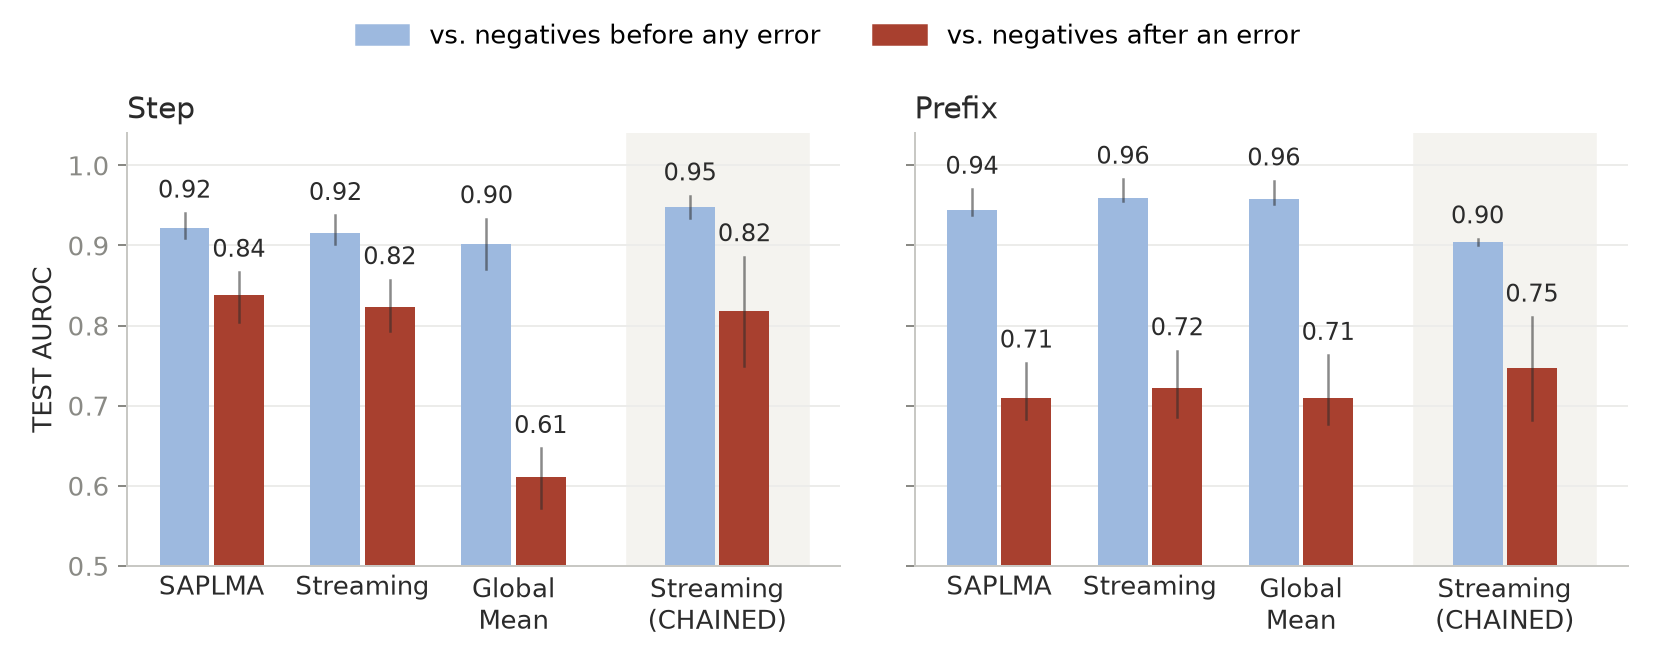 vs. negatives before any error
vs. negatives after an error
Step
TEST AUROC
1.0
0.9
0.8
0.7
0.6
0.5
0.92
0.84
0.92
0.82
0.90
0.61
0.95
0.82
SAPLMA
Streaming
Global
Mean
Streaming
(CHAINED)
Prefix
0.94
0.71
0.96
0.72
0.96
0.71
0.90
0.75
SAPLMA
Streaming
Global
Mean
Streaming
(CHAINED)